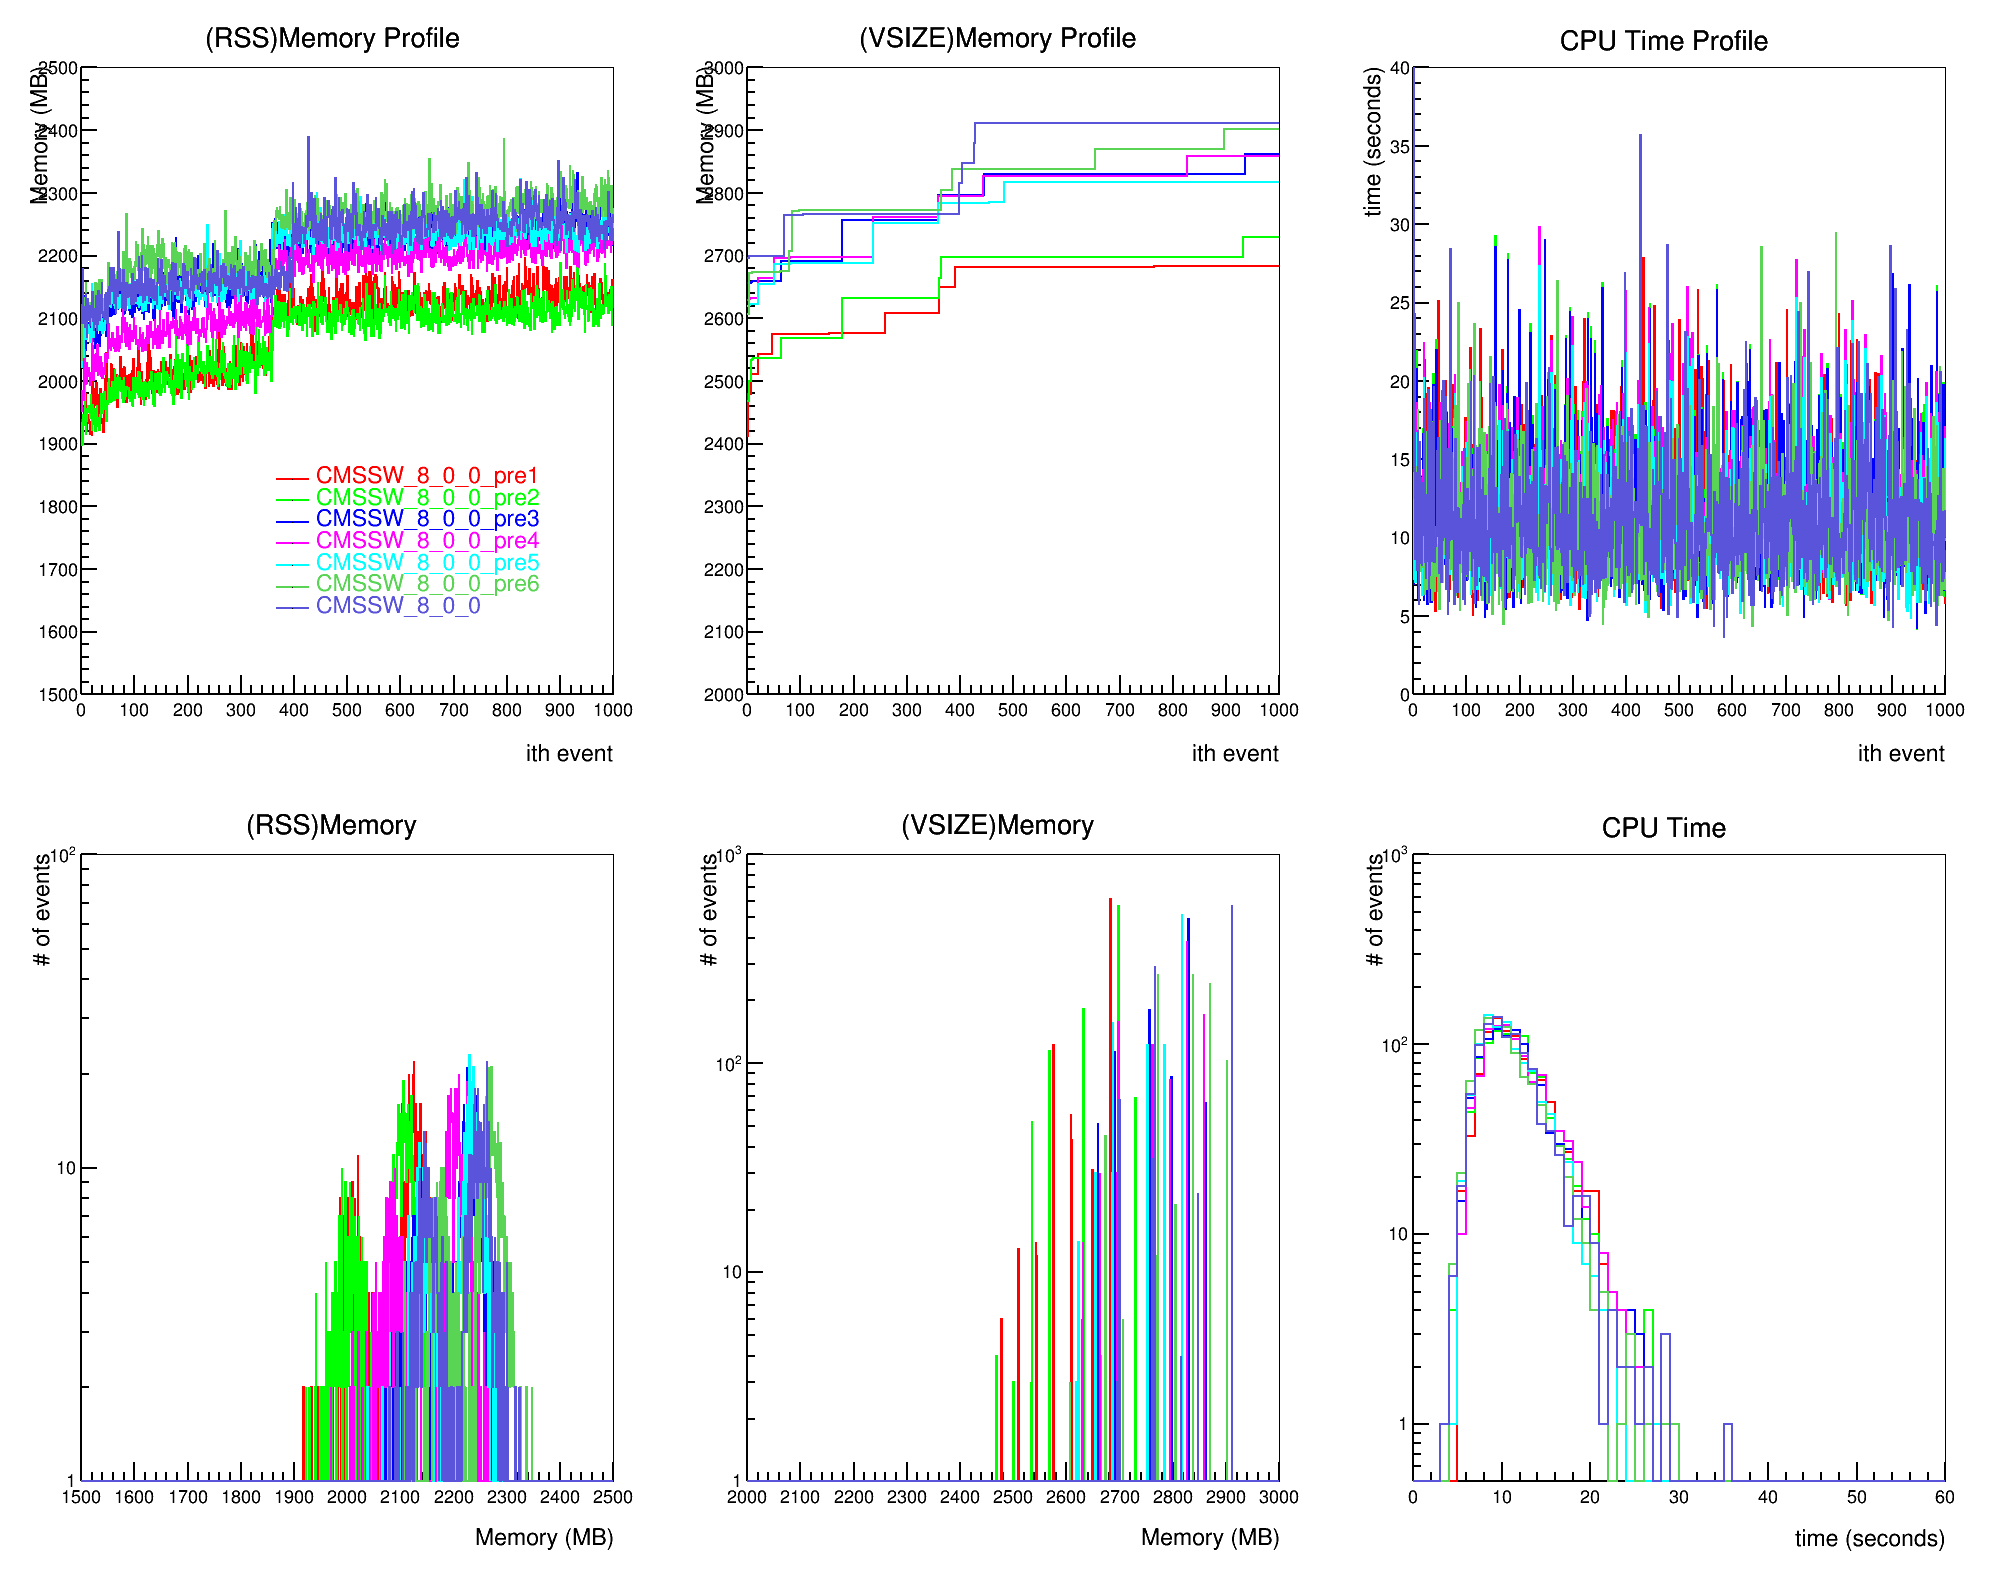 (RSS)Memory Profile
Memory (MB)
2500
2400
2300
2200
2100
2000
1900
1800
1700
1600
1500
0 100 200 300 400 500 600 700 800 900 1000
ith event
CMSSW_8_0_0_pre1
CMSSW_8_0_0_pre2
CMSSW_8_0_0_pre3
CMSSW_8_0_0_pre4
CMSSW_8_0_0_pre5
CMSSW_8_0_0_pre6
CMSSW_8_0_0
(VSIZE)Memory Profile
Memory (MB)
3000
2900
2800
2700
2600
2500
2400
2300
2200
2100
2000
0 100 200 300 400 500 600 700 800 900 1000
ith event
CPU Time Profile
time (seconds)
40
35
30
25
20
15
10
5
0
0 100 200 300 400 500 600 700 800 900 1000
ith event
(RSS)Memory
# of events
10²
10
1
1500 1600 1700 1800 1900 2000 2100 2200 2300 2400 2500
Memory (MB)
(VSIZE)Memory
# of events
10³
10²
10
1
2000 2100 2200 2300 2400 2500 2600 2700 2800 2900 3000
Memory (MB)
CPU Time
# of events
10³
10²
10
1
0 10 20 30 40 50 60
time (seconds)